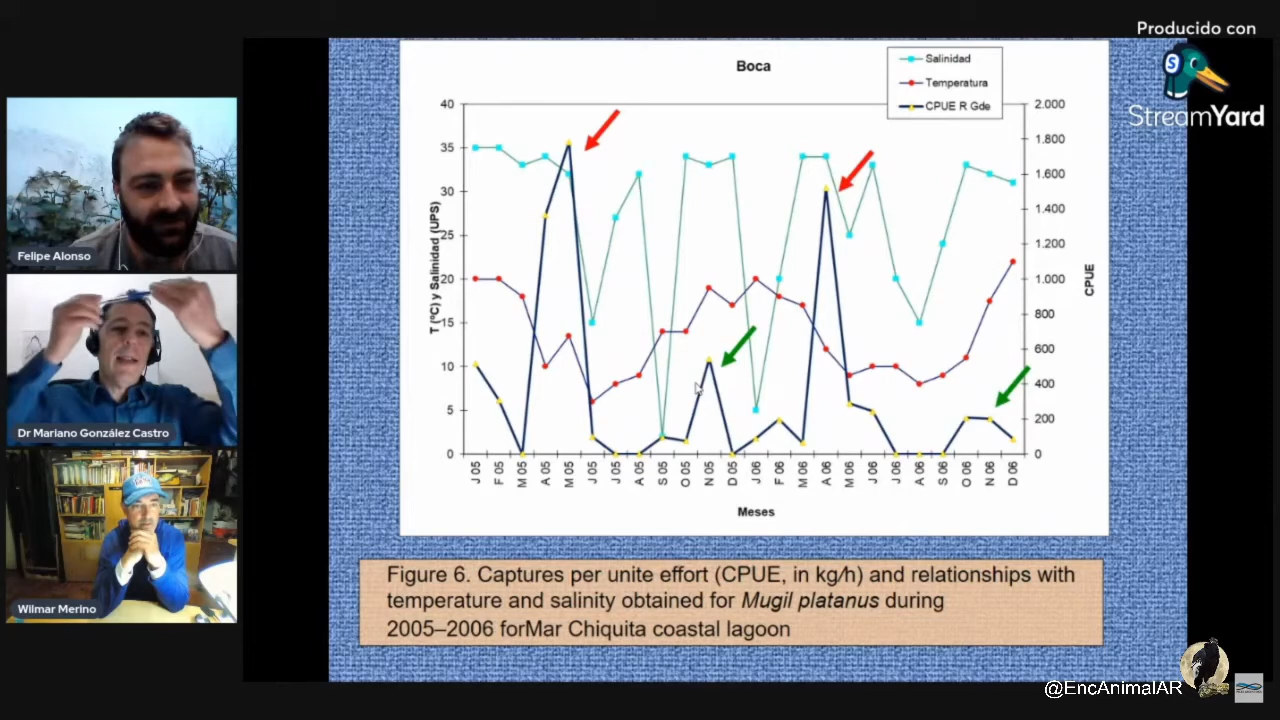 Producido con
StreamYard
Felipe Alonso
Dr Mariano González Castro
Wilmar Merino
Boca
Salinidad
Temperatura
CPUE R Gde
T (ºC) y Salinidad (UPS)
40
35
30
25
20
15
10
5
0
2.000
1.800
1.600
1.400
1.200
1.000
800
600
400
200
0
CPUE
J 05
F 05
M 05
A 05
M 05
J 05
J 05
A 05
S 05
O 05
N 05
D 05
J 06
F 06
M 06
A 06
M 06
J 06
J 06
A 06
S 06
O 06
N 06
D 06
Meses
Figure 6. Captures per unite effort (CPUE, in kg/h) and relationships with
temperature and salinity obtained for Mugil platanus during
2005–2006 forMar Chiquita coastal lagoon
@EncAnimalAR